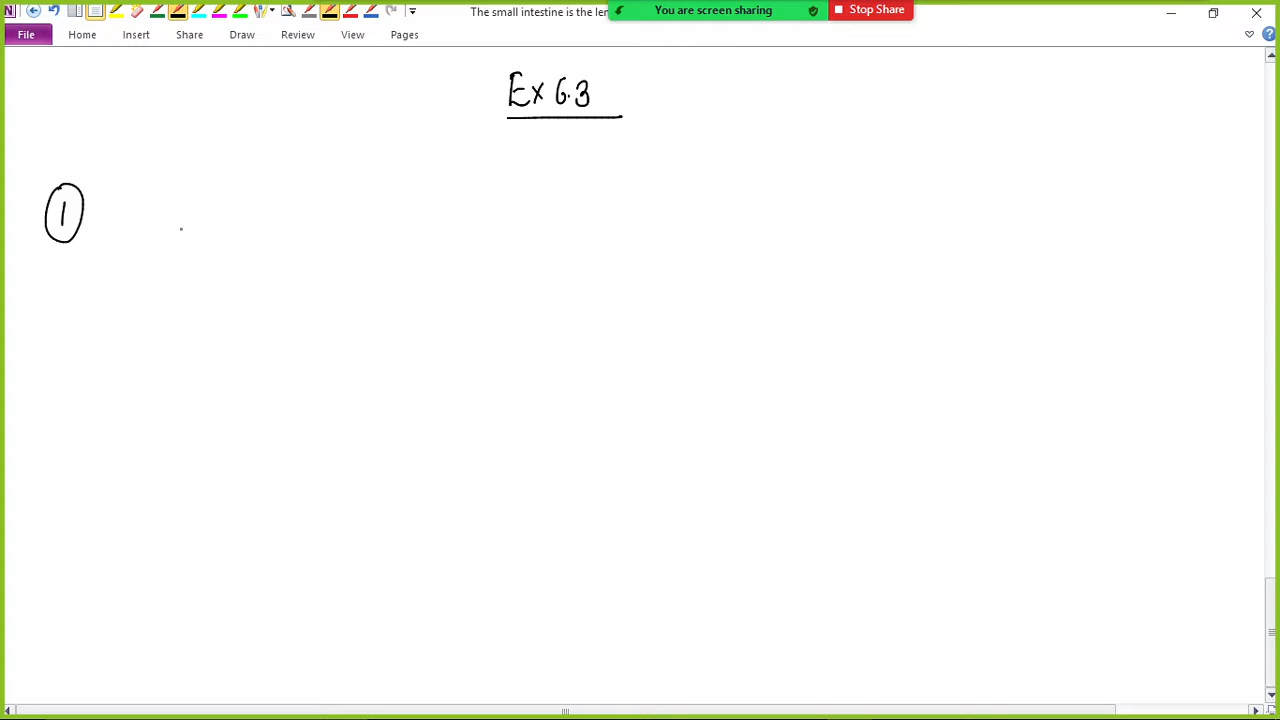 The small intestine is the ler
You are screen sharing
Stop Share
File Home Insert Share Draw Review View Pages
Ex 6.3
1